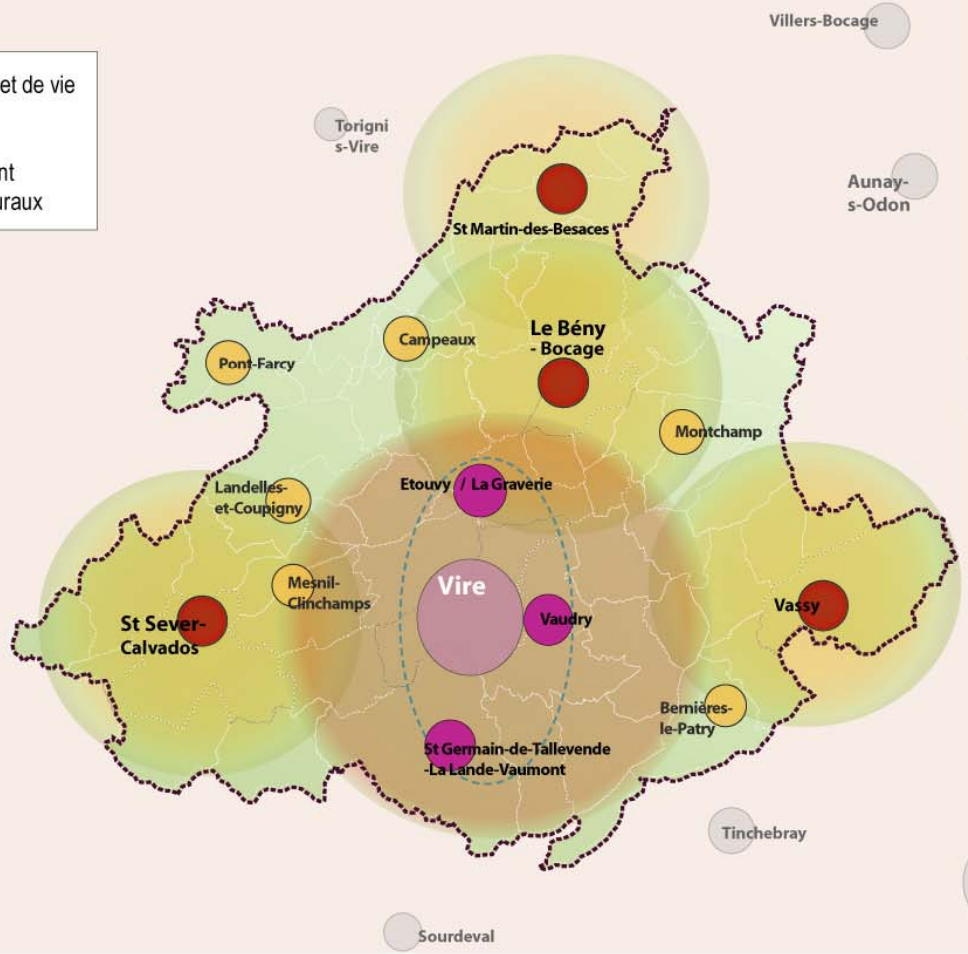 Villers-Bocage
et de vie
Torigni
s-Vire
nt
uraux
Aunay-
s-Odon
St Martin-des-Besaces
Le Bény
- Bocage
Campeaux
Pont-Farcy
Montchamp
Landelles-
et-Coupigny
Etouvy / La Graverie
Mesnil-
Clinchamps
Vire
St Sever-
Calvados
Vaudry
Vassy
Bernières-
le-Patry
St Germain-de-Tallevende
-La Lande-Vaumont
Tinchebray
Sourdeval